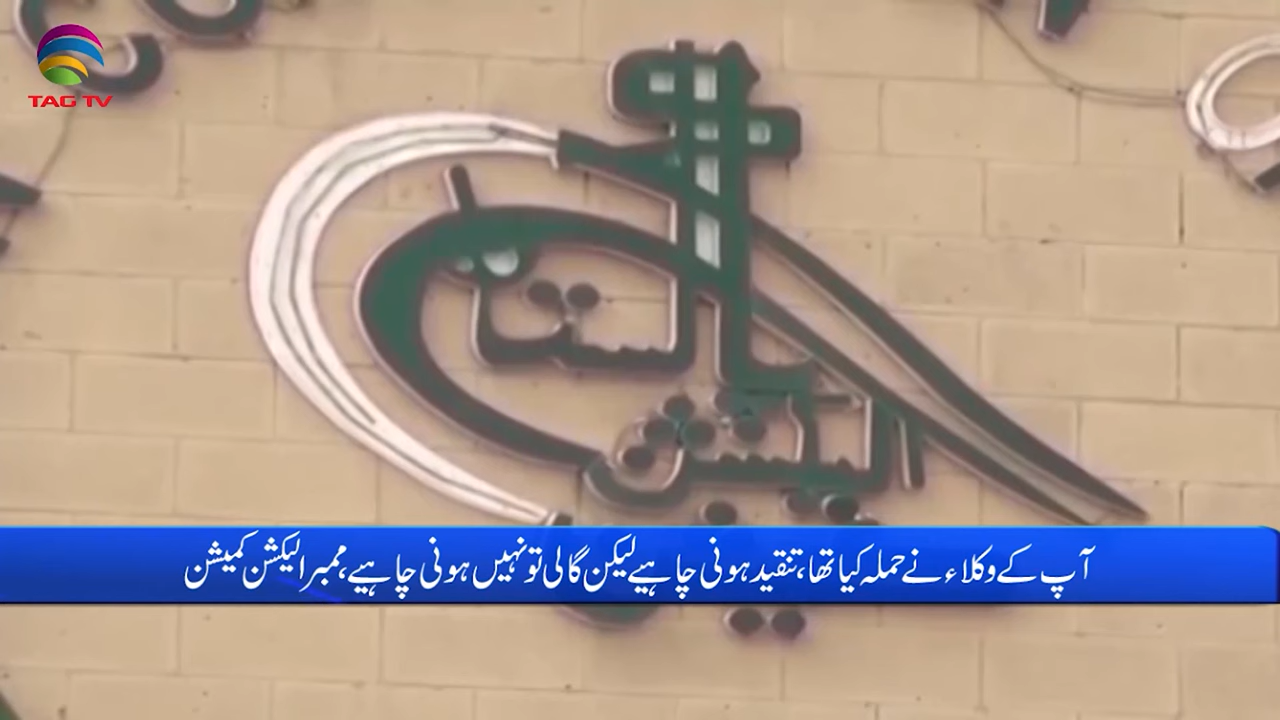 TAG TV
الیکشن
پاکستان
آپ کے وکلاء نے حملہ کیا تھا، تنقید ہونی چاہیے لیکن گالی تو نہیں ہونی چاہیے، ممبر الیکشن کمیشن